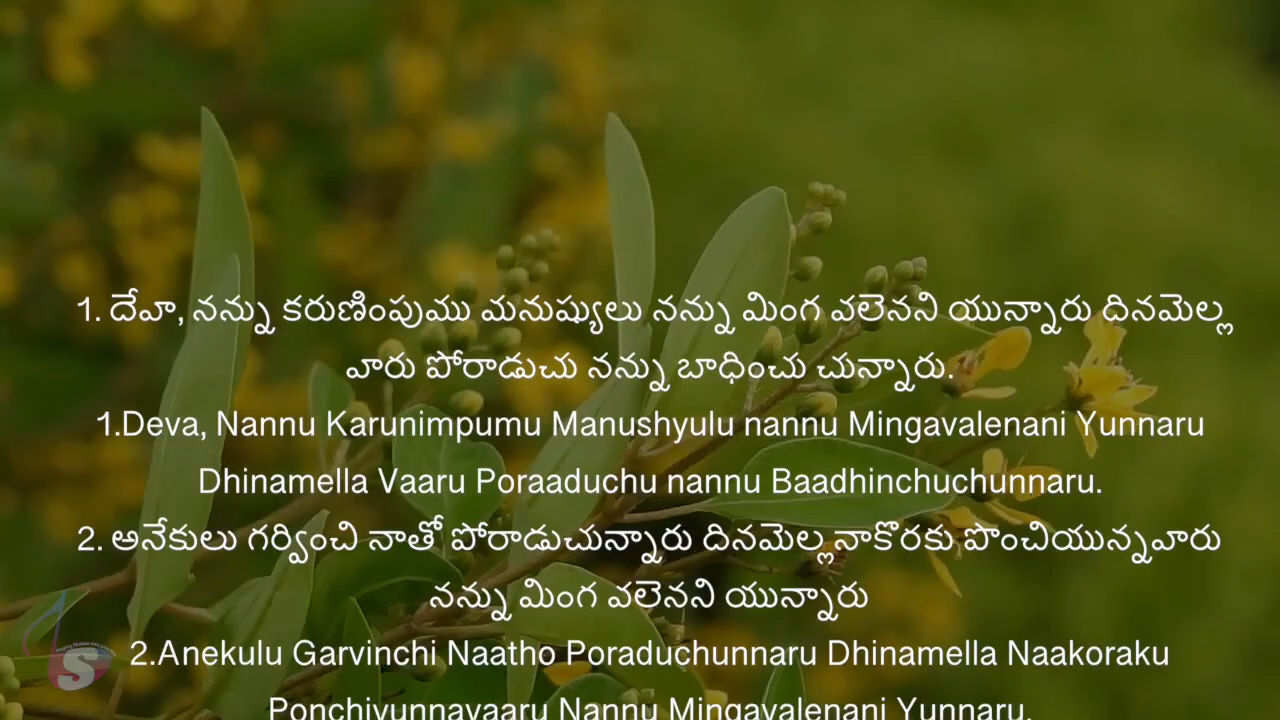 1. దేవా, నన్ను కరుణింపుము మనుష్యులు నన్ను మింగ వలెనని యున్నారు దినమెల్ల
వారు పోరాడుచు నన్ను బాధించు చున్నారు.
1.Deva, Nannu Karunimpumu Manushyulu nannu Mingavalenani Yunnaru
Dhinamella Vaaru Poraaduchu nannu Baadhinchuchunnaru.
2. అనేకులు గర్వించి నాతో పోరాడుచున్నారు దినమెల్లనాకొరకు పొంచియున్నవారు
నన్ను మింగ వలెనని యున్నారు
2.Anekulu Garvinchi Naatho Poraduchunnaru Dhinamella Naakoraku
Ponchiyunnavaaru Nannu Mingavalenani Yunnaru.
S